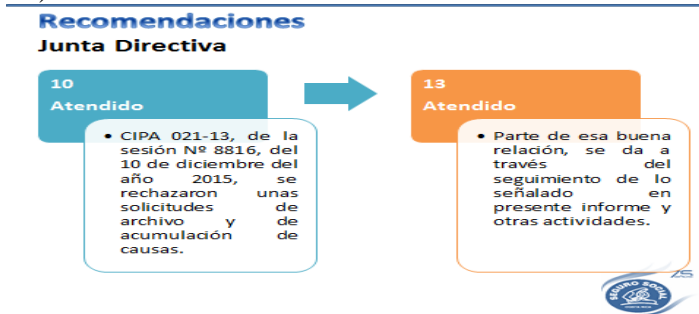 Recomendaciones
Junta Directiva
10
Atendido
• CIPA 021-13, de la
sesión Nº 8816, del
10 de diciembre del
año 2015, se
rechazaron unas
solicitudes de
archivo y de
acumulación de
causas.
13
Atendido
• Parte de esa buena
relación, se da a
través del
seguimiento de lo
señalado en
presente informe y
otras actividades.
SEGURO SOCIAL